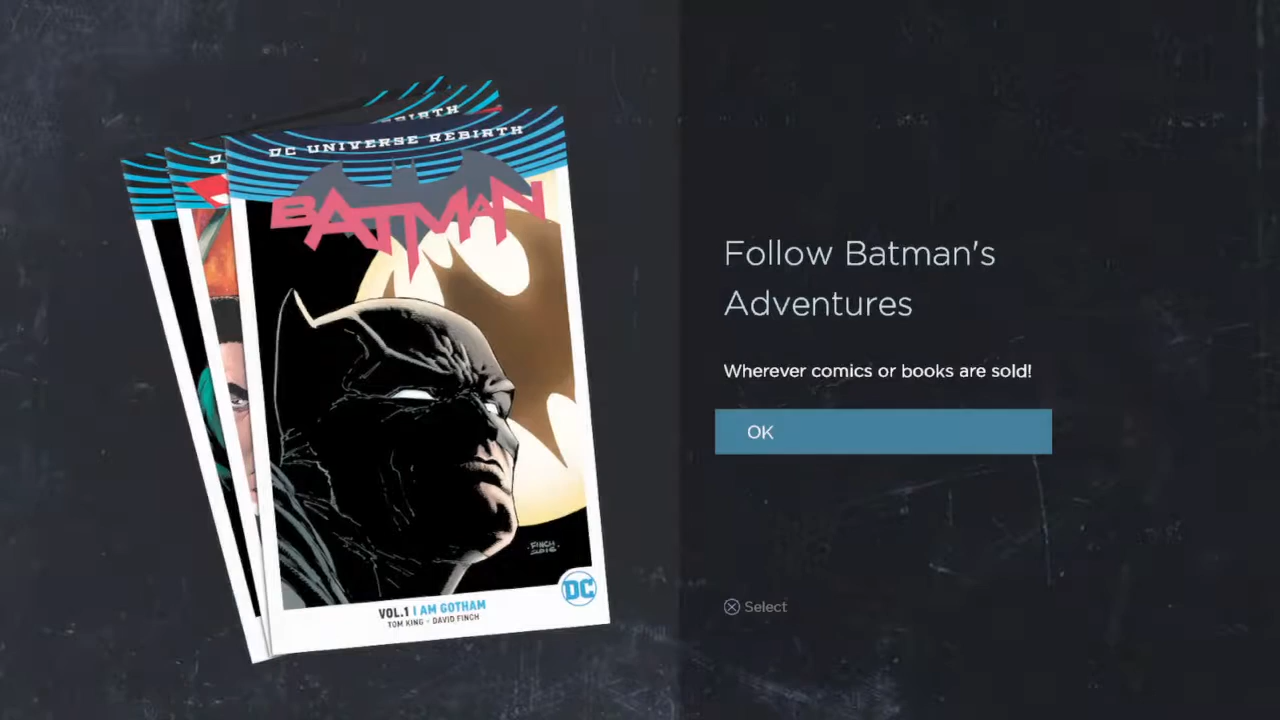 REBIRTH
D
DC UNIVERSE REBIRTH
BATMAN
FINCH
2016
VOL.1 I AM GOTHAM
TOM KING - DAVID FINCH
DC
Follow Batman's
Adventures
Wherever comics or books are sold!
OK
Select